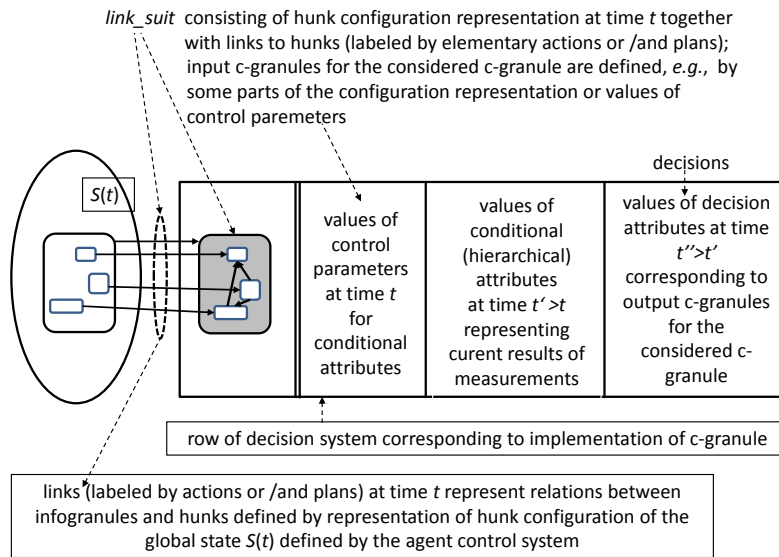 link_suit consisting of hunk configuration representation at time t together
with links to hunks (labeled by elementary actions or /and plans);
input c-granules for the considered c-granule are defined, e.g., by
some parts of the configuration representation or values of
control paremeters
decisions
S(t)
values of
control
parameters
at time t
for
conditional
attributes
values of
conditional
(hierarchical)
attributes
at time t‘ >t
representing
curent results of
measurements
values of decision
attributes at time
t’’>t’
corresponding to
output c-granules
for the
considered c-
granule
row of decision system corresponding to implementation of c-granule
links (labeled by actions or /and plans) at time t represent relations between
infogranules and hunks defined by representation of hunk configuration of the
global state S(t) defined by the agent control system